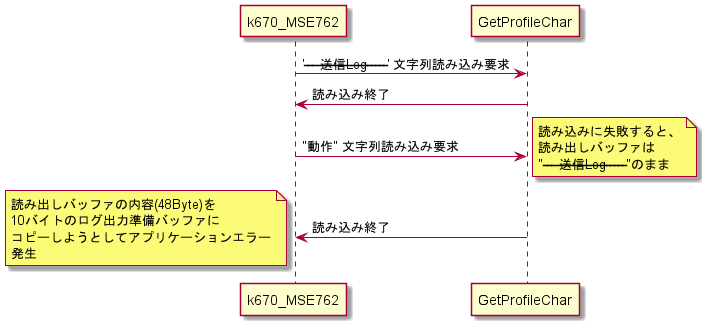 k670_MSE762
GetProfileChar
'---送信Log----' 文字列読み込み要求
読み込み終了
読み込みに失敗すると、
読み出しバッファは
"---送信Log----"のまま
"動作" 文字列読み込み要求
読み出しバッファの内容(48Byte)を
10バイトのログ出力準備バッファに
コピーしようとしてアプリケーションエラー
発生
読み込み終了
k670_MSE762
GetProfileChar